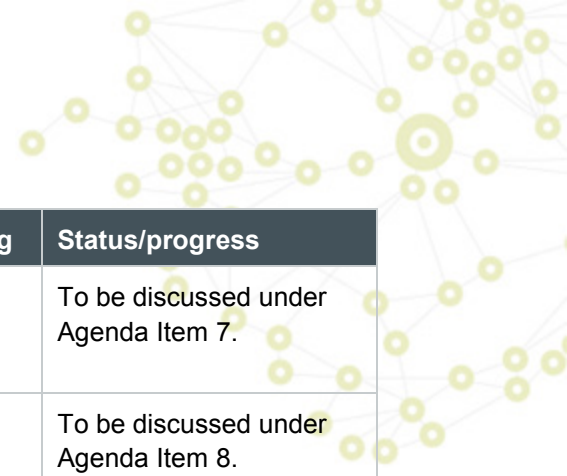 g Status/progress
To be discussed under
Agenda Item 7.
To be discussed under
Agenda Item 8.